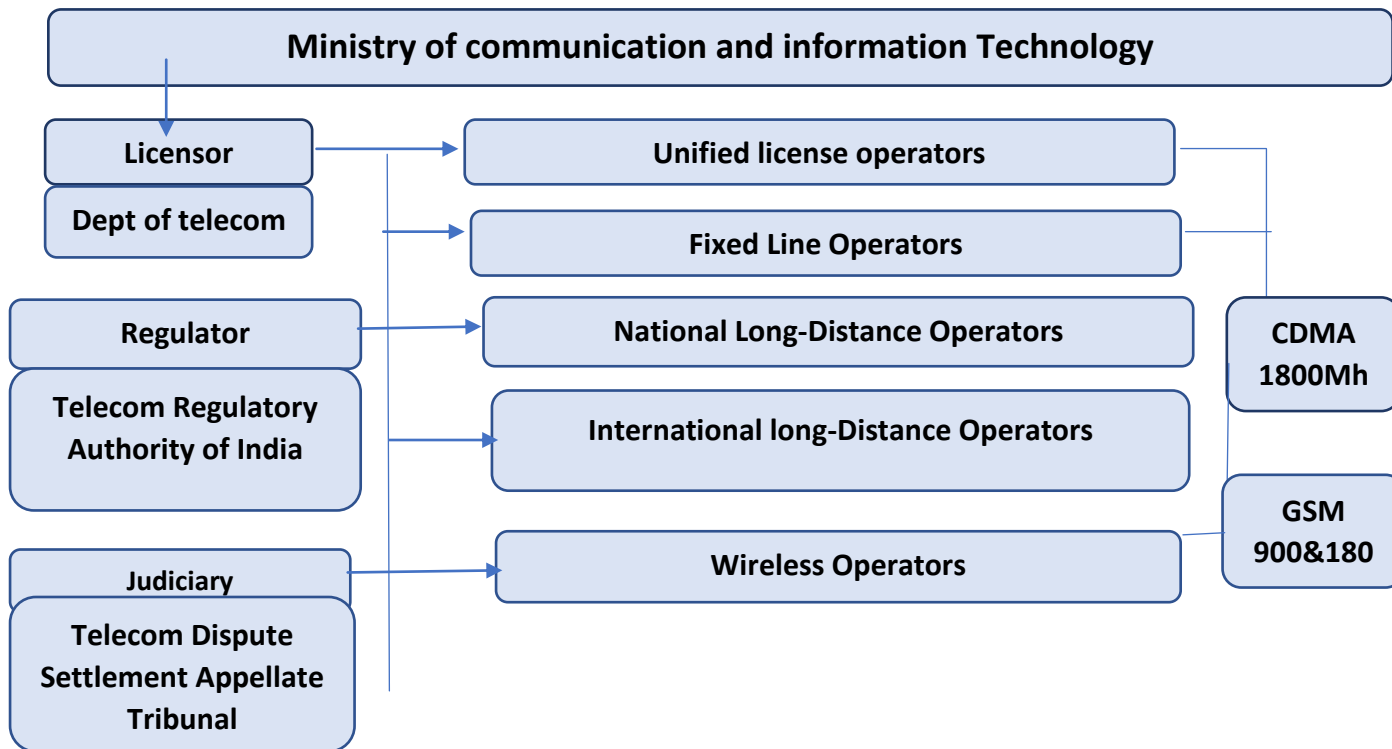 Ministry of communication and information Technology
Licensor
Dept of telecom
Unified license operators
Fixed Line Operators
Regulator
Telecom Regulatory
Authority of India
National Long-Distance Operators
International long-Distance Operators
CDMA
1800Mh
GSM
900&180
Judiciary
Telecom Dispute
Settlement Appellate
Tribunal
Wireless Operators